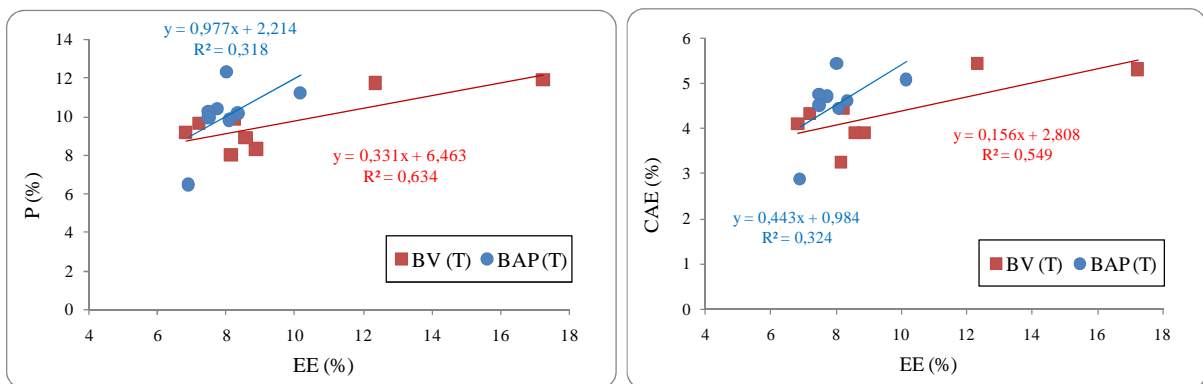 y = 0,977x + 2,214
R² = 0,318
14
12
10
8
6
4
2
0
P (%)
y = 0,331x + 6,463
R² = 0,634
BV (T) BAP (T)
4 6 8 10 12 14 16 18
EE (%)
6
5
4
3
2
1
0
CAE (%)
y = 0,156x + 2,808
R² = 0,549
y = 0,443x + 0,984
R² = 0,324
BV (T) BAP (T)
4 6 8 10 12 14 16 18
EE (%)